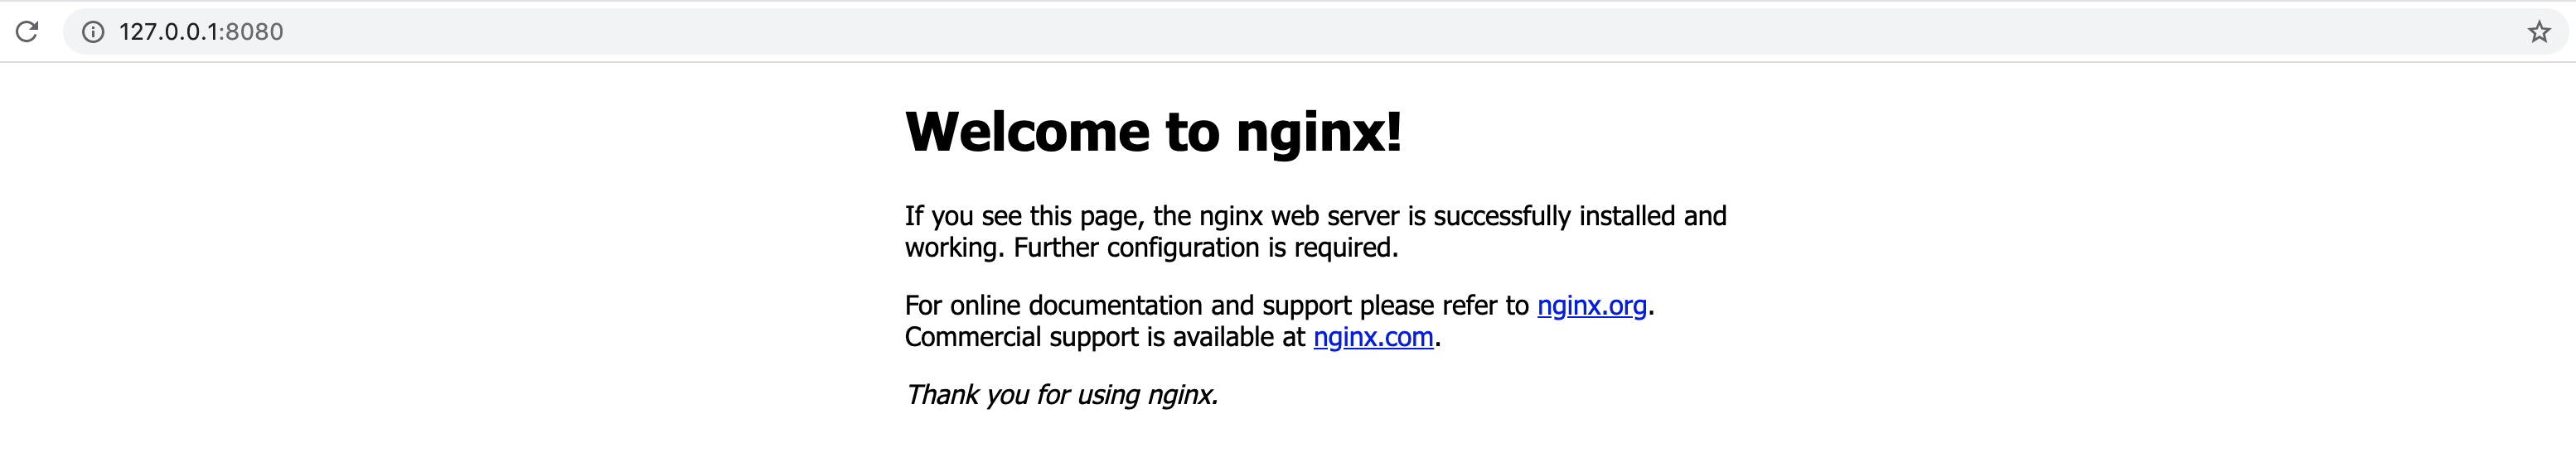 127.0.0.1:8080
Welcome to nginx!
If you see this page, the nginx web server is successfully installed and
working. Further configuration is required.
For online documentation and support please refer to nginx.org.
Commercial support is available at nginx.com.
Thank you for using nginx.